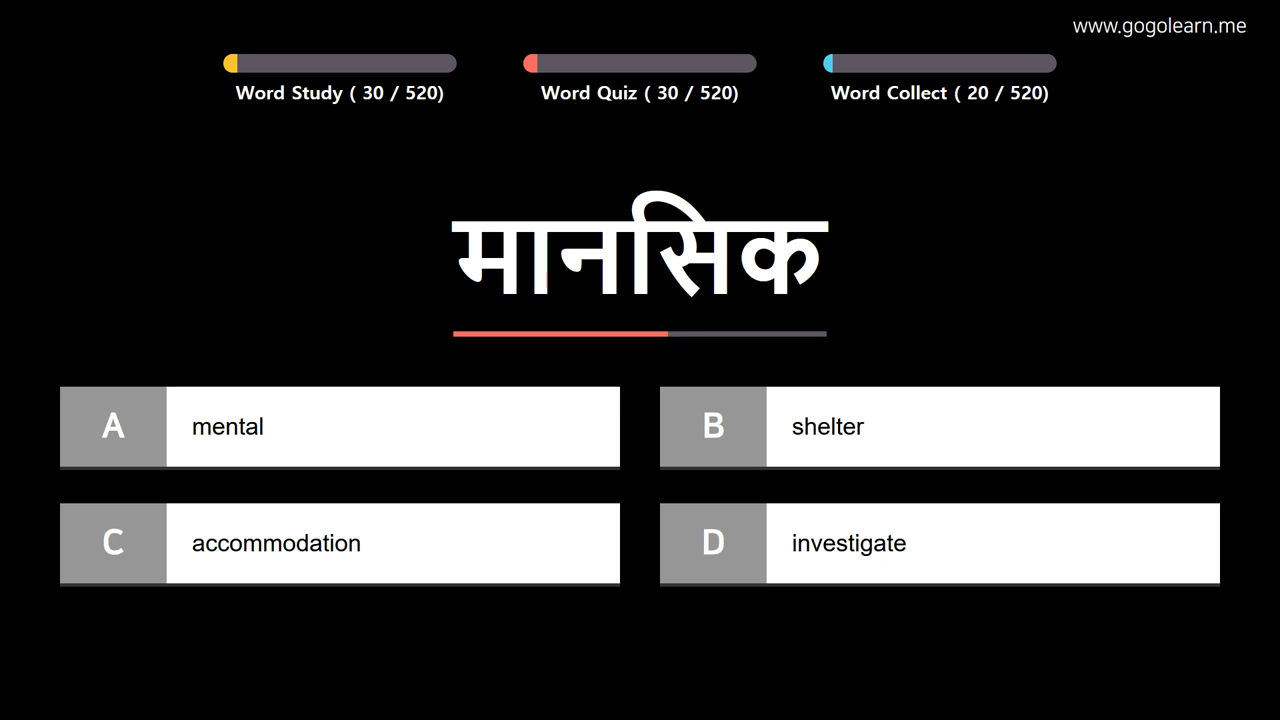 www.gogolearn.me
Word Study ( 30 / 520)
Word Quiz ( 30 / 520)
Word Collect ( 20 / 520)
मानसिक
A mental
B shelter
C accommodation
D investigate